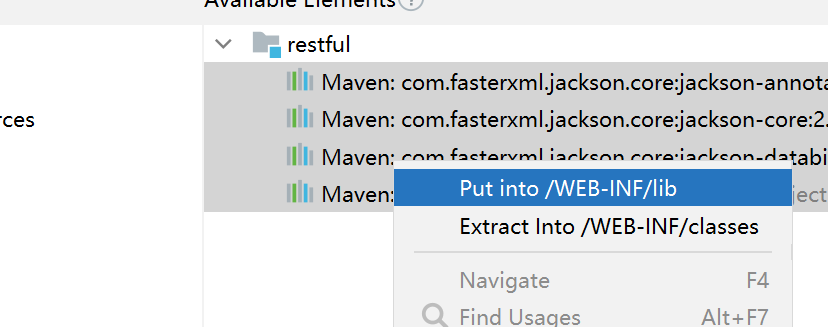 Available Elements ?
restful
Maven: com.fasterxml.jackson.core:jackson-annota
rces
Maven: com.fasterxml.jackson.core:jackson-core:2.
Maven: com.fasterxml.jackson.core:jackson-databi
Put into /WEB-INF/lib
Maven:
ject
Extract Into /WEB-INF/classes
Navigate F4
Find Usages Alt+F7